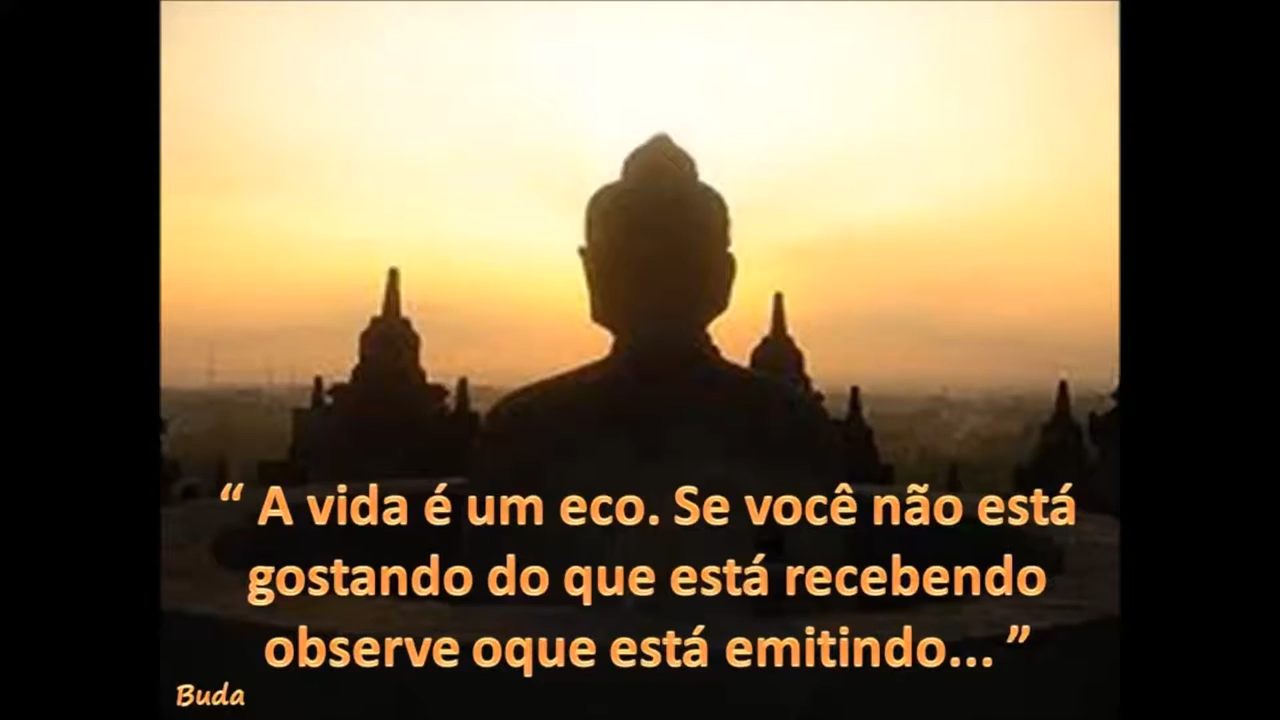 “ A vida é um eco. Se você não está
gostando do que está recebendo
observe oque está emitindo... ”
Buda